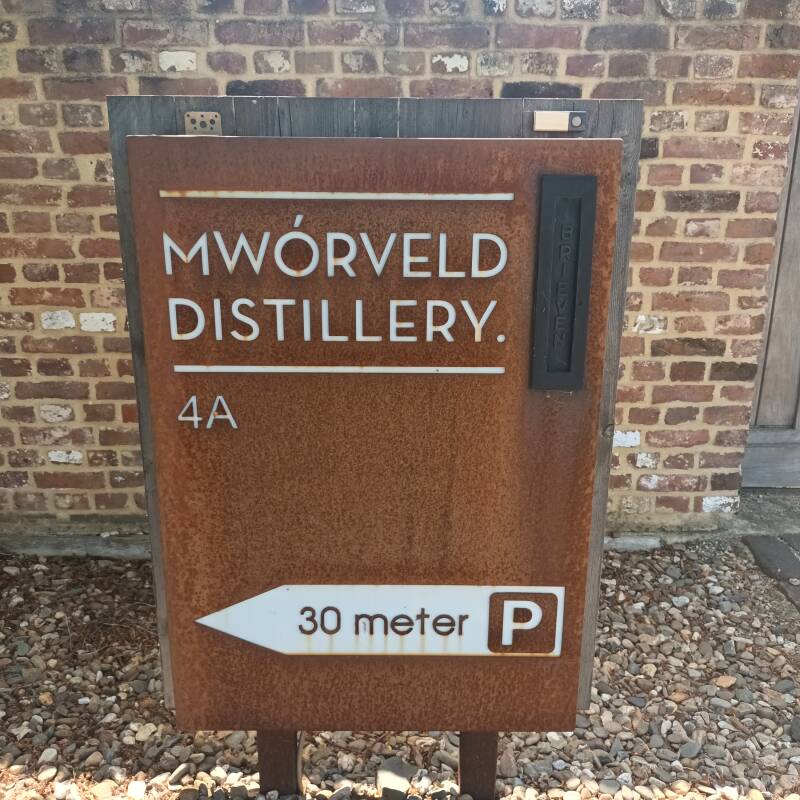 MWÓRVELD
DISTILLERY.
4A
BRIEVEN
30 meter P